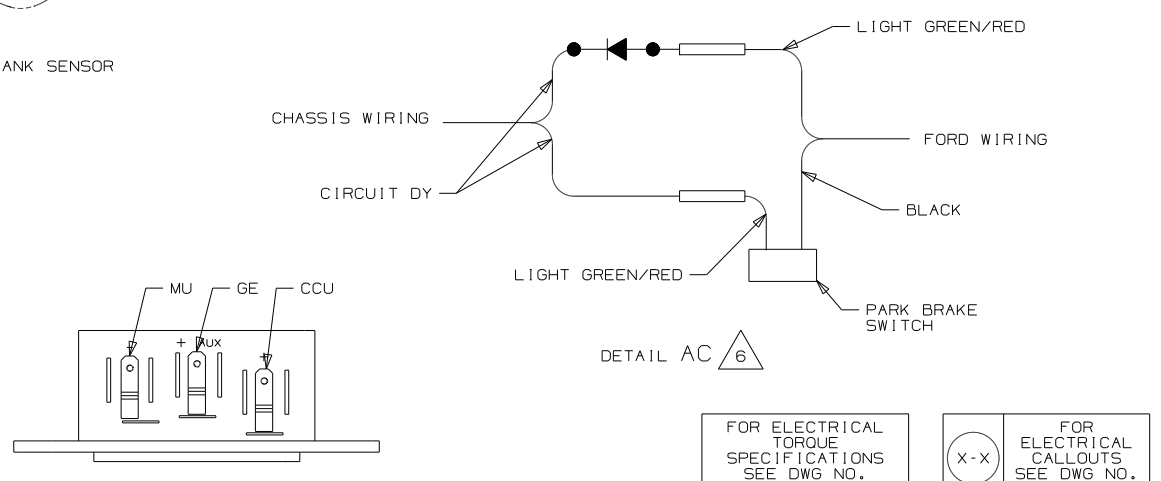 LIGHT GREEN/RED
ANK SENSOR
CHASSIS WIRING
FORD WIRING
CIRCUIT DY
BLACK
LIGHT GREEN/RED
MU
GE
CCU
PARK BRAKE
SWITCH
+ AUX
DETAIL AC 6
FOR ELECTRICAL
TORQUE
SPECIFICATIONS
SEE DWG NO.
X-X
FOR
ELECTRICAL
CALLOUTS
SEE DWG NO.